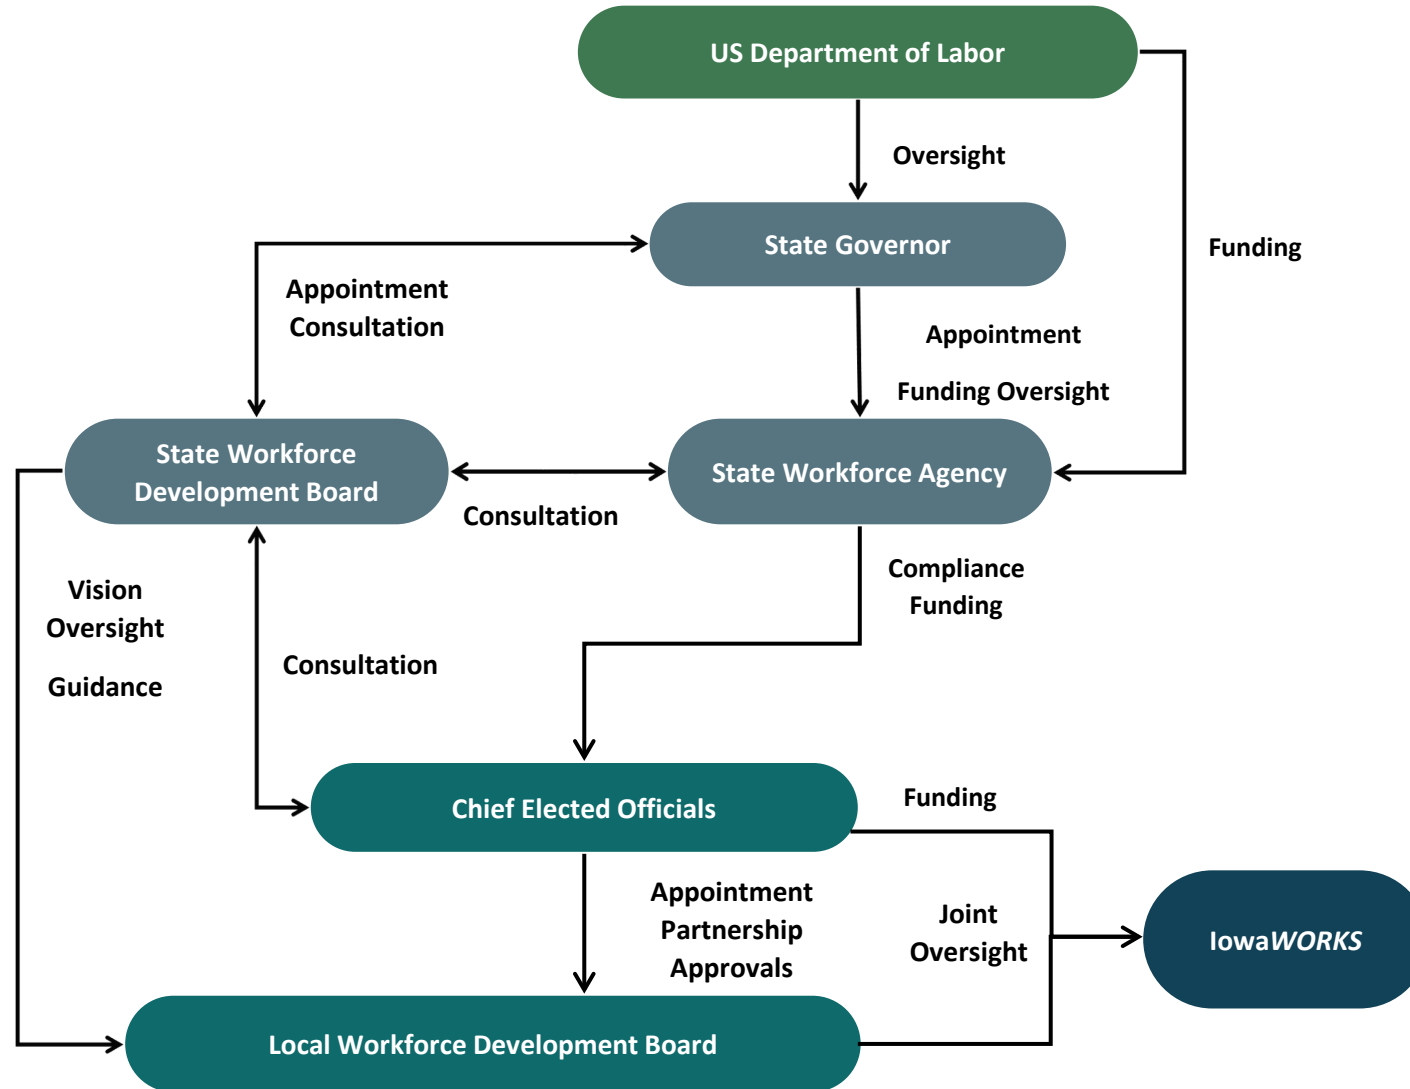 US Department of Labor
Oversight
State Governor
Funding
Appointment
Consultation
Appointment
Funding Oversight
State Workforce
Development Board
State Workforce Agency
Consultation
Compliance
Funding
Vision
Oversight
Guidance
Consultation
Chief Elected Officials
Funding
Appointment
Partnership
Approvals
Joint
Oversight
IowaWORKS
Local Workforce Development Board